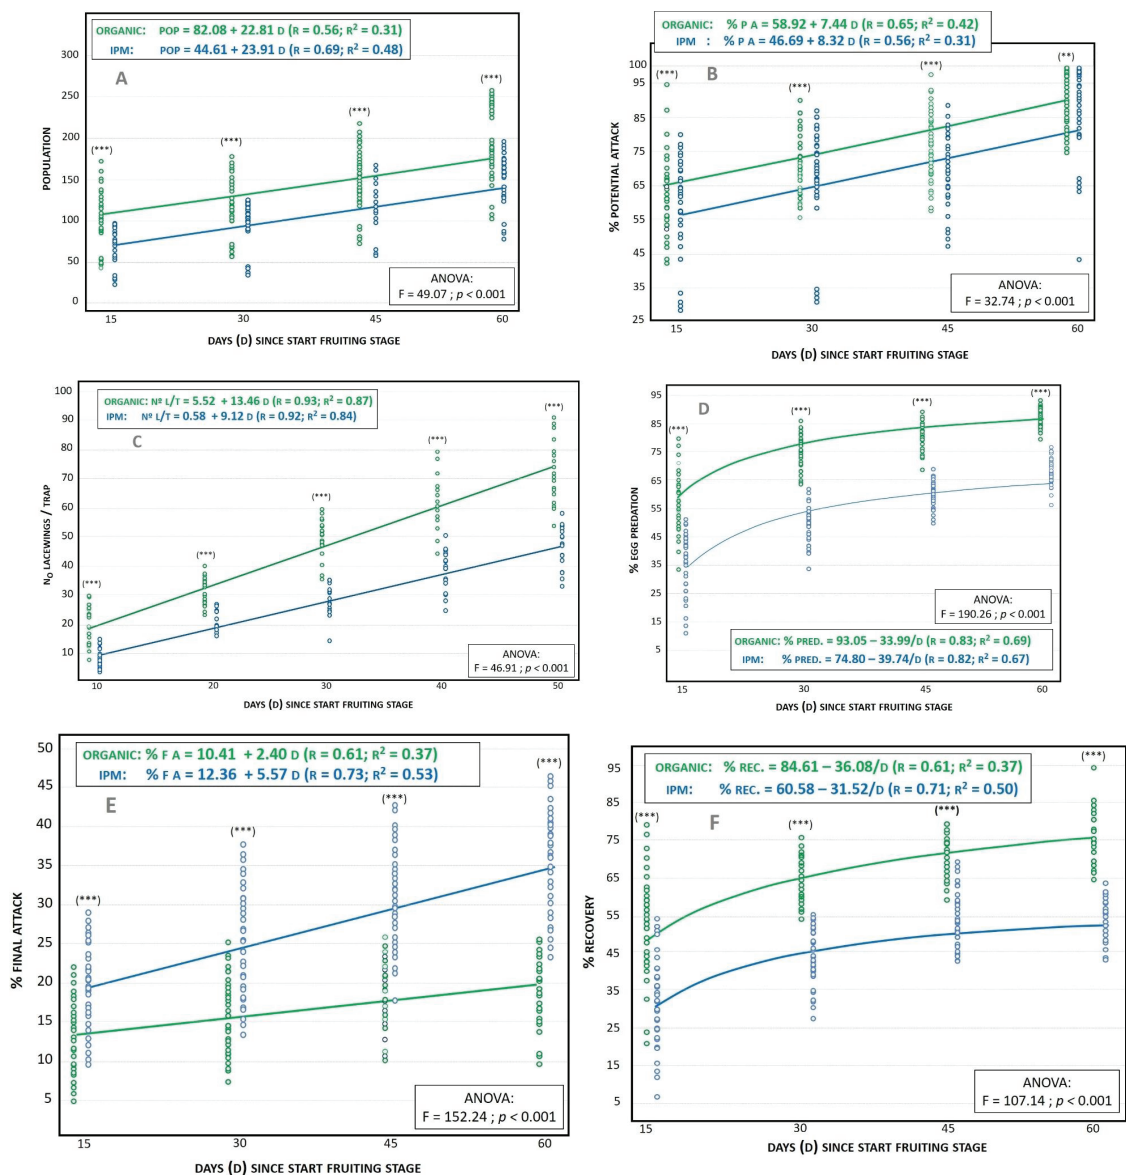 ORGANIC: POP = 82.08 + 22.81 D (R = 0.56; R² = 0.31)
IPM: POP = 44.61 + 23.91 D (R = 0.69; R² = 0.48)
A
POPULATION
300
250
200
150
100
50
0
(***)
(***)
(***)
(***)
ANOVA:
F = 49.07 ; p < 0.001
15
30
45
60
DAYS (D) SINCE START FRUITING STAGE
ORGANIC: % P A = 58.92 + 7.44 D (R = 0.65; R² = 0.42)
IPM : % P A = 46.69 + 8.32 D (R = 0.56; R² = 0.31)
B
% POTENTIAL ATTACK
100
95
85
75
65
55
45
35
25
(***)
(***)
(***)
(**)
ANOVA:
F = 32.74 ; p < 0.001
15
30
45
60
DAYS (D) SINCE START FRUITING STAGE
ORGANIC: Nº L/T = 5.52 + 13.46 D (R = 0.93; R² = 0.87)
IPM: Nº L/T = 0.58 + 9.12 D (R = 0.92; R² = 0.84)
C
NO LACEWINGS / TRAP
100
90
80
70
60
50
40
30
20
10
(***)
(***)
(***)
(***)
(***)
ANOVA:
F = 46.91 ; p < 0.001
10
20
30
40
50
DAYS (D) SINCE START FRUITING STAGE
D
% EGG PREDATION
95
85
75
65
55
45
35
25
15
5
(***)
(***)
(***)
(***)
ANOVA:
F = 190.26 ; p < 0.001
ORGANIC: % PRED. = 93.05 – 33.99/D (R = 0.83; R² = 0.69)
IPM: % PRED. = 74.80 – 39.74/D (R = 0.82; R² = 0.67)
15
30
45
60
DAYS (D) SINCE START FRUITING STAGE
ORGANIC: % F A = 10.41 + 2.40 D (R = 0.61; R² = 0.37)
IPM: % F A = 12.36 + 5.57 D (R = 0.73; R² = 0.53)
E
% FINAL ATTACK
50
45
40
35
30
25
20
15
10
5
(***)
(***)
(***)
(***)
ANOVA:
F = 152.24 ; p < 0.001
15
30
45
60
DAYS (D) SINCE START FRUITING STAGE
ORGANIC: % REC. = 84.61 – 36.08/D (R = 0.61; R² = 0.37)
IPM: % REC. = 60.58 – 31.52/D (R = 0.71; R² = 0.50)
F
% RECOVERY
95
85
75
65
55
45
35
25
15
5
(***)
(***)
(***)
(***)
ANOVA:
F = 107.14 ; p < 0.001
15
30
45
60
DAYS (D) SINCE START FRUITING STAGE